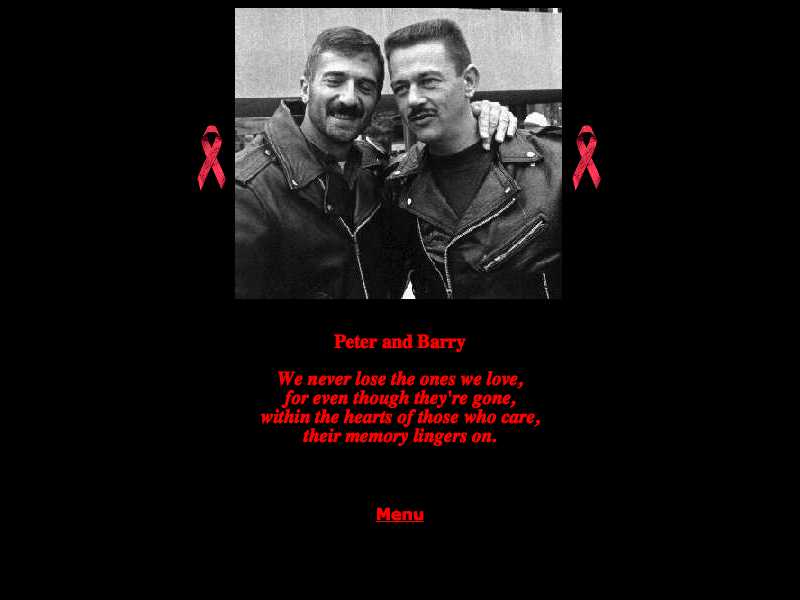 Peter and Barry
We never lose the ones we love,
for even though they're gone,
within the hearts of those who care,
their memory lingers on.
Menu